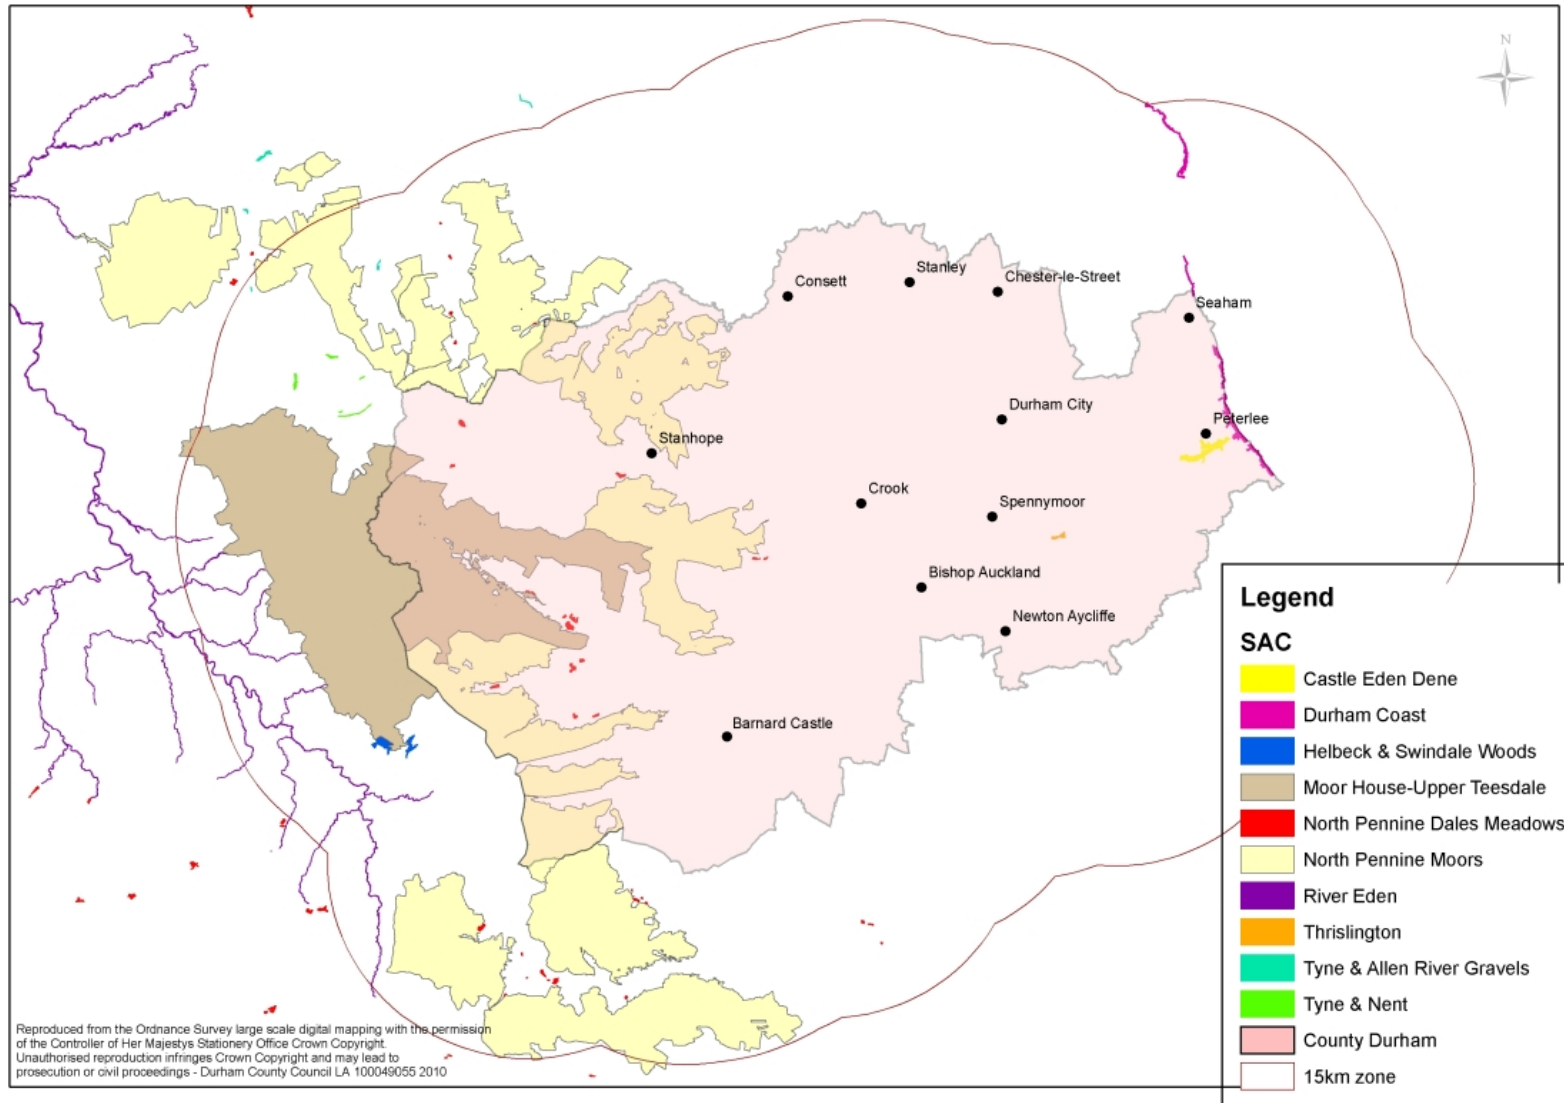 N
Consett
Stanley
Chester-le-Street
Seaham
Durham City
Peterlee
Stanhope
Crook
Spennymoor
Bishop Auckland
Newton Aycliffe
Barnard Castle
Legend
SAC
Castle Eden Dene
Durham Coast
Helbeck & Swindale Woods
Moor House-Upper Teesdale
North Pennine Dales Meadows
North Pennine Moors
River Eden
Thrislington
Tyne & Allen River Gravels
Tyne & Nent
County Durham
15km zone
Reproduced from the Ordnance Survey large scale digital mapping with the permission
of the Controller of Her Majestys Stationery Office Crown Copyright.
Unauthorised reproduction infringes Crown Copyright and may lead to
prosecution or civil proceedings - Durham County Council LA 100049055 2010